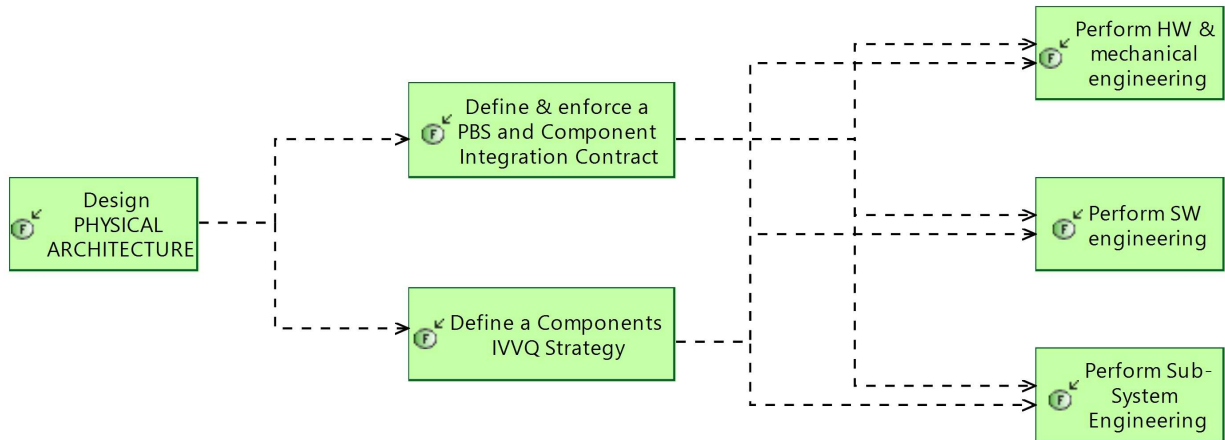 Design
PHYSICAL
ARCHITECTURE
F
Define & enforce a
PBS and Component
Integration Contract
F
Define a Components
IVVQ Strategy
F
Perform HW &
mechanical
engineering
F
Perform SW
engineering
F
Perform Sub-
System
Engineering
F